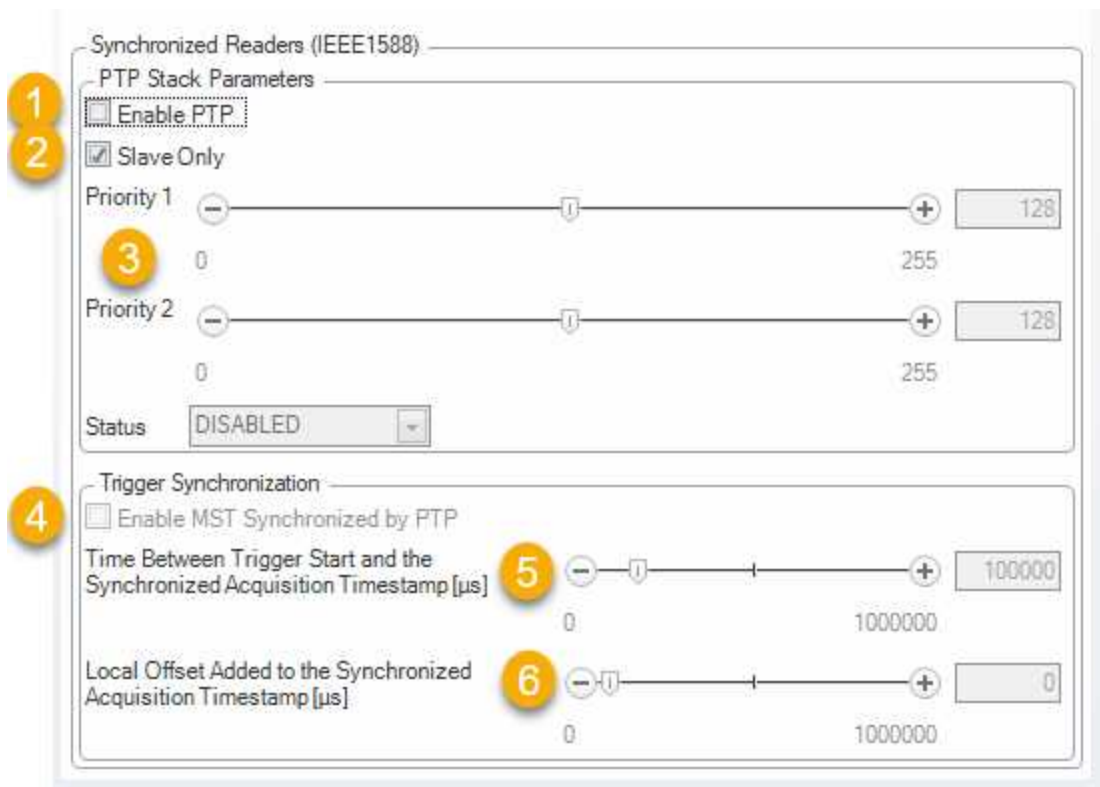 Synchronized Readers (IEEE1588)
PTP Stack Parameters
1
Enable PTP
2
Slave Only
Priority 1
128
3
0
255
Priority 2
128
0
255
Status
DISABLED
Trigger Synchronization
4
Enable MST Synchronized by PTP
Time Between Trigger Start and the
Synchronized Acquisition Timestamp [µs]
5
100000
0
1000000
Local Offset Added to the Synchronized
Acquisition Timestamp [µs]
6
0
0
1000000